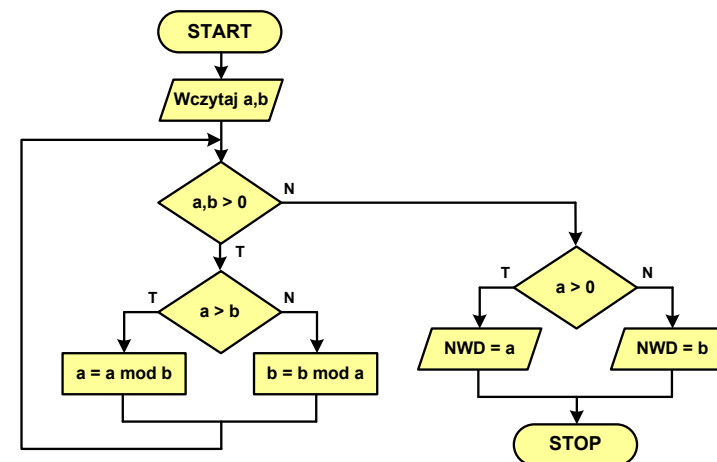 START
Wczytaj a,b
a,b > 0
N
T
a > b
T
N
a = a mod b
b = b mod a
a > 0
T
N
NWD = a
NWD = b
STOP